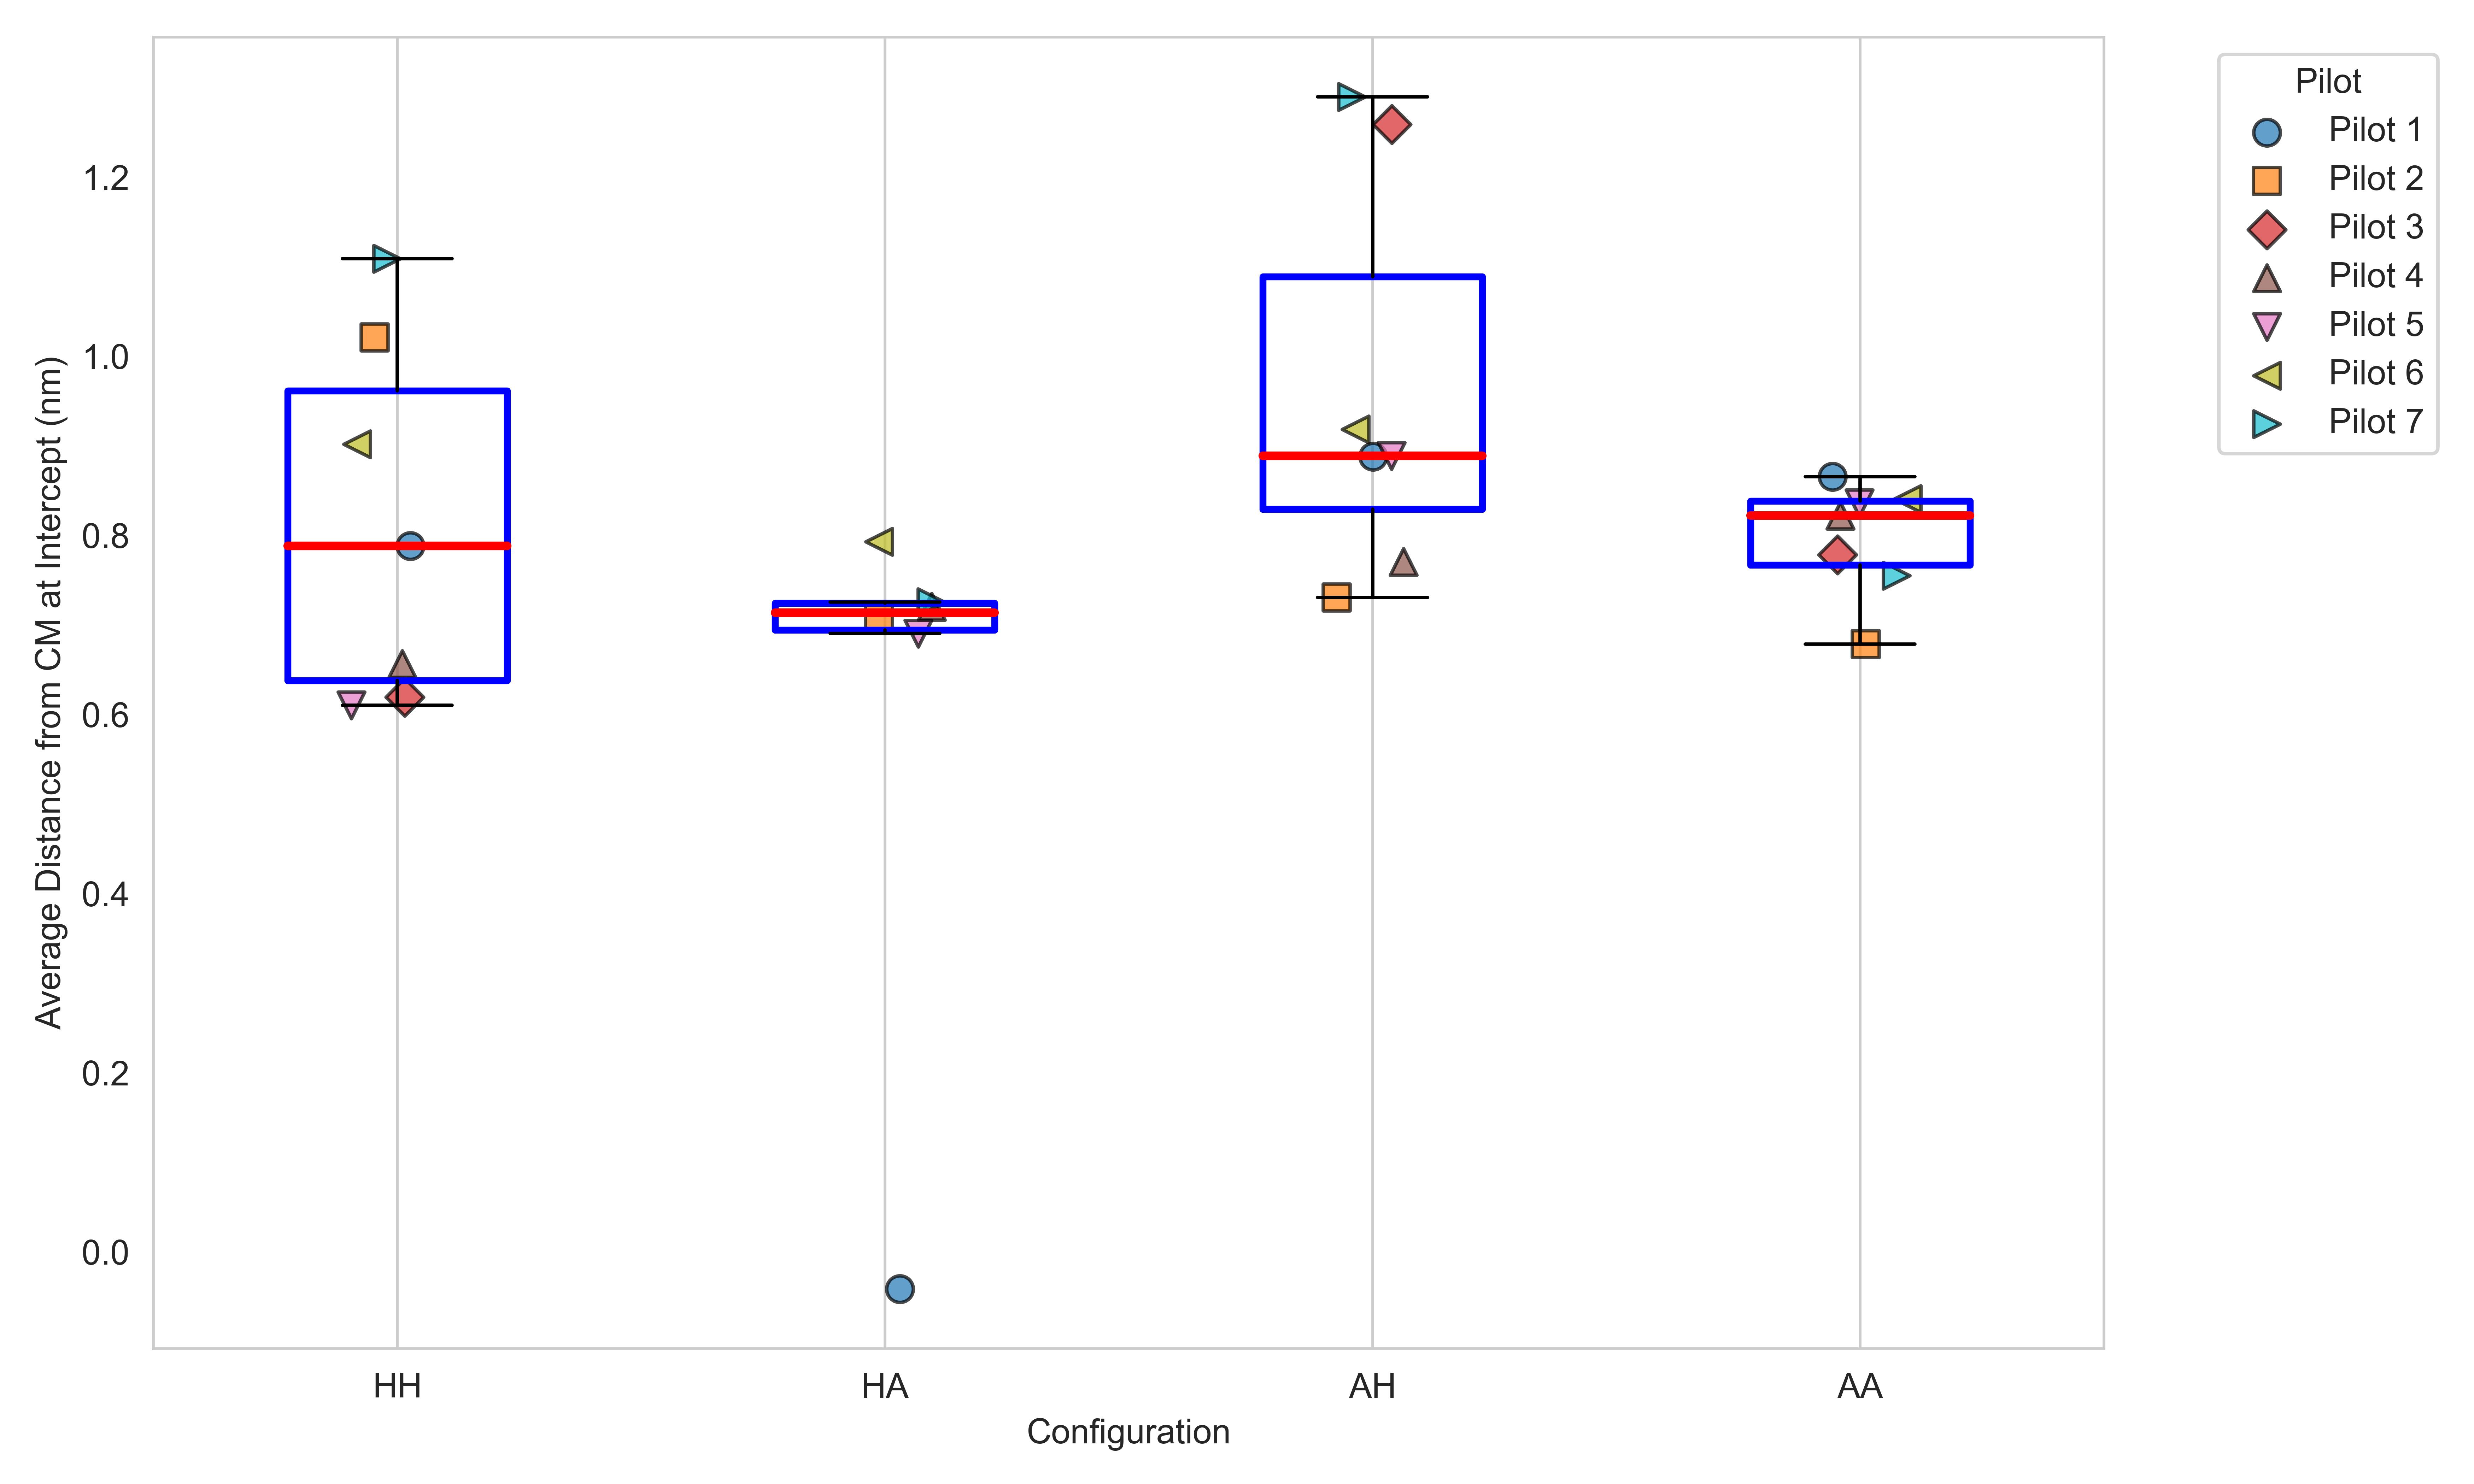 Average Distance from CM at Intercept (nm)
1.2
1.0
0.8
0.6
0.4
0.2
0.0
HH HA AH AA
Configuration
Pilot
Pilot 1
Pilot 2
Pilot 3
Pilot 4
Pilot 5
Pilot 6
Pilot 7